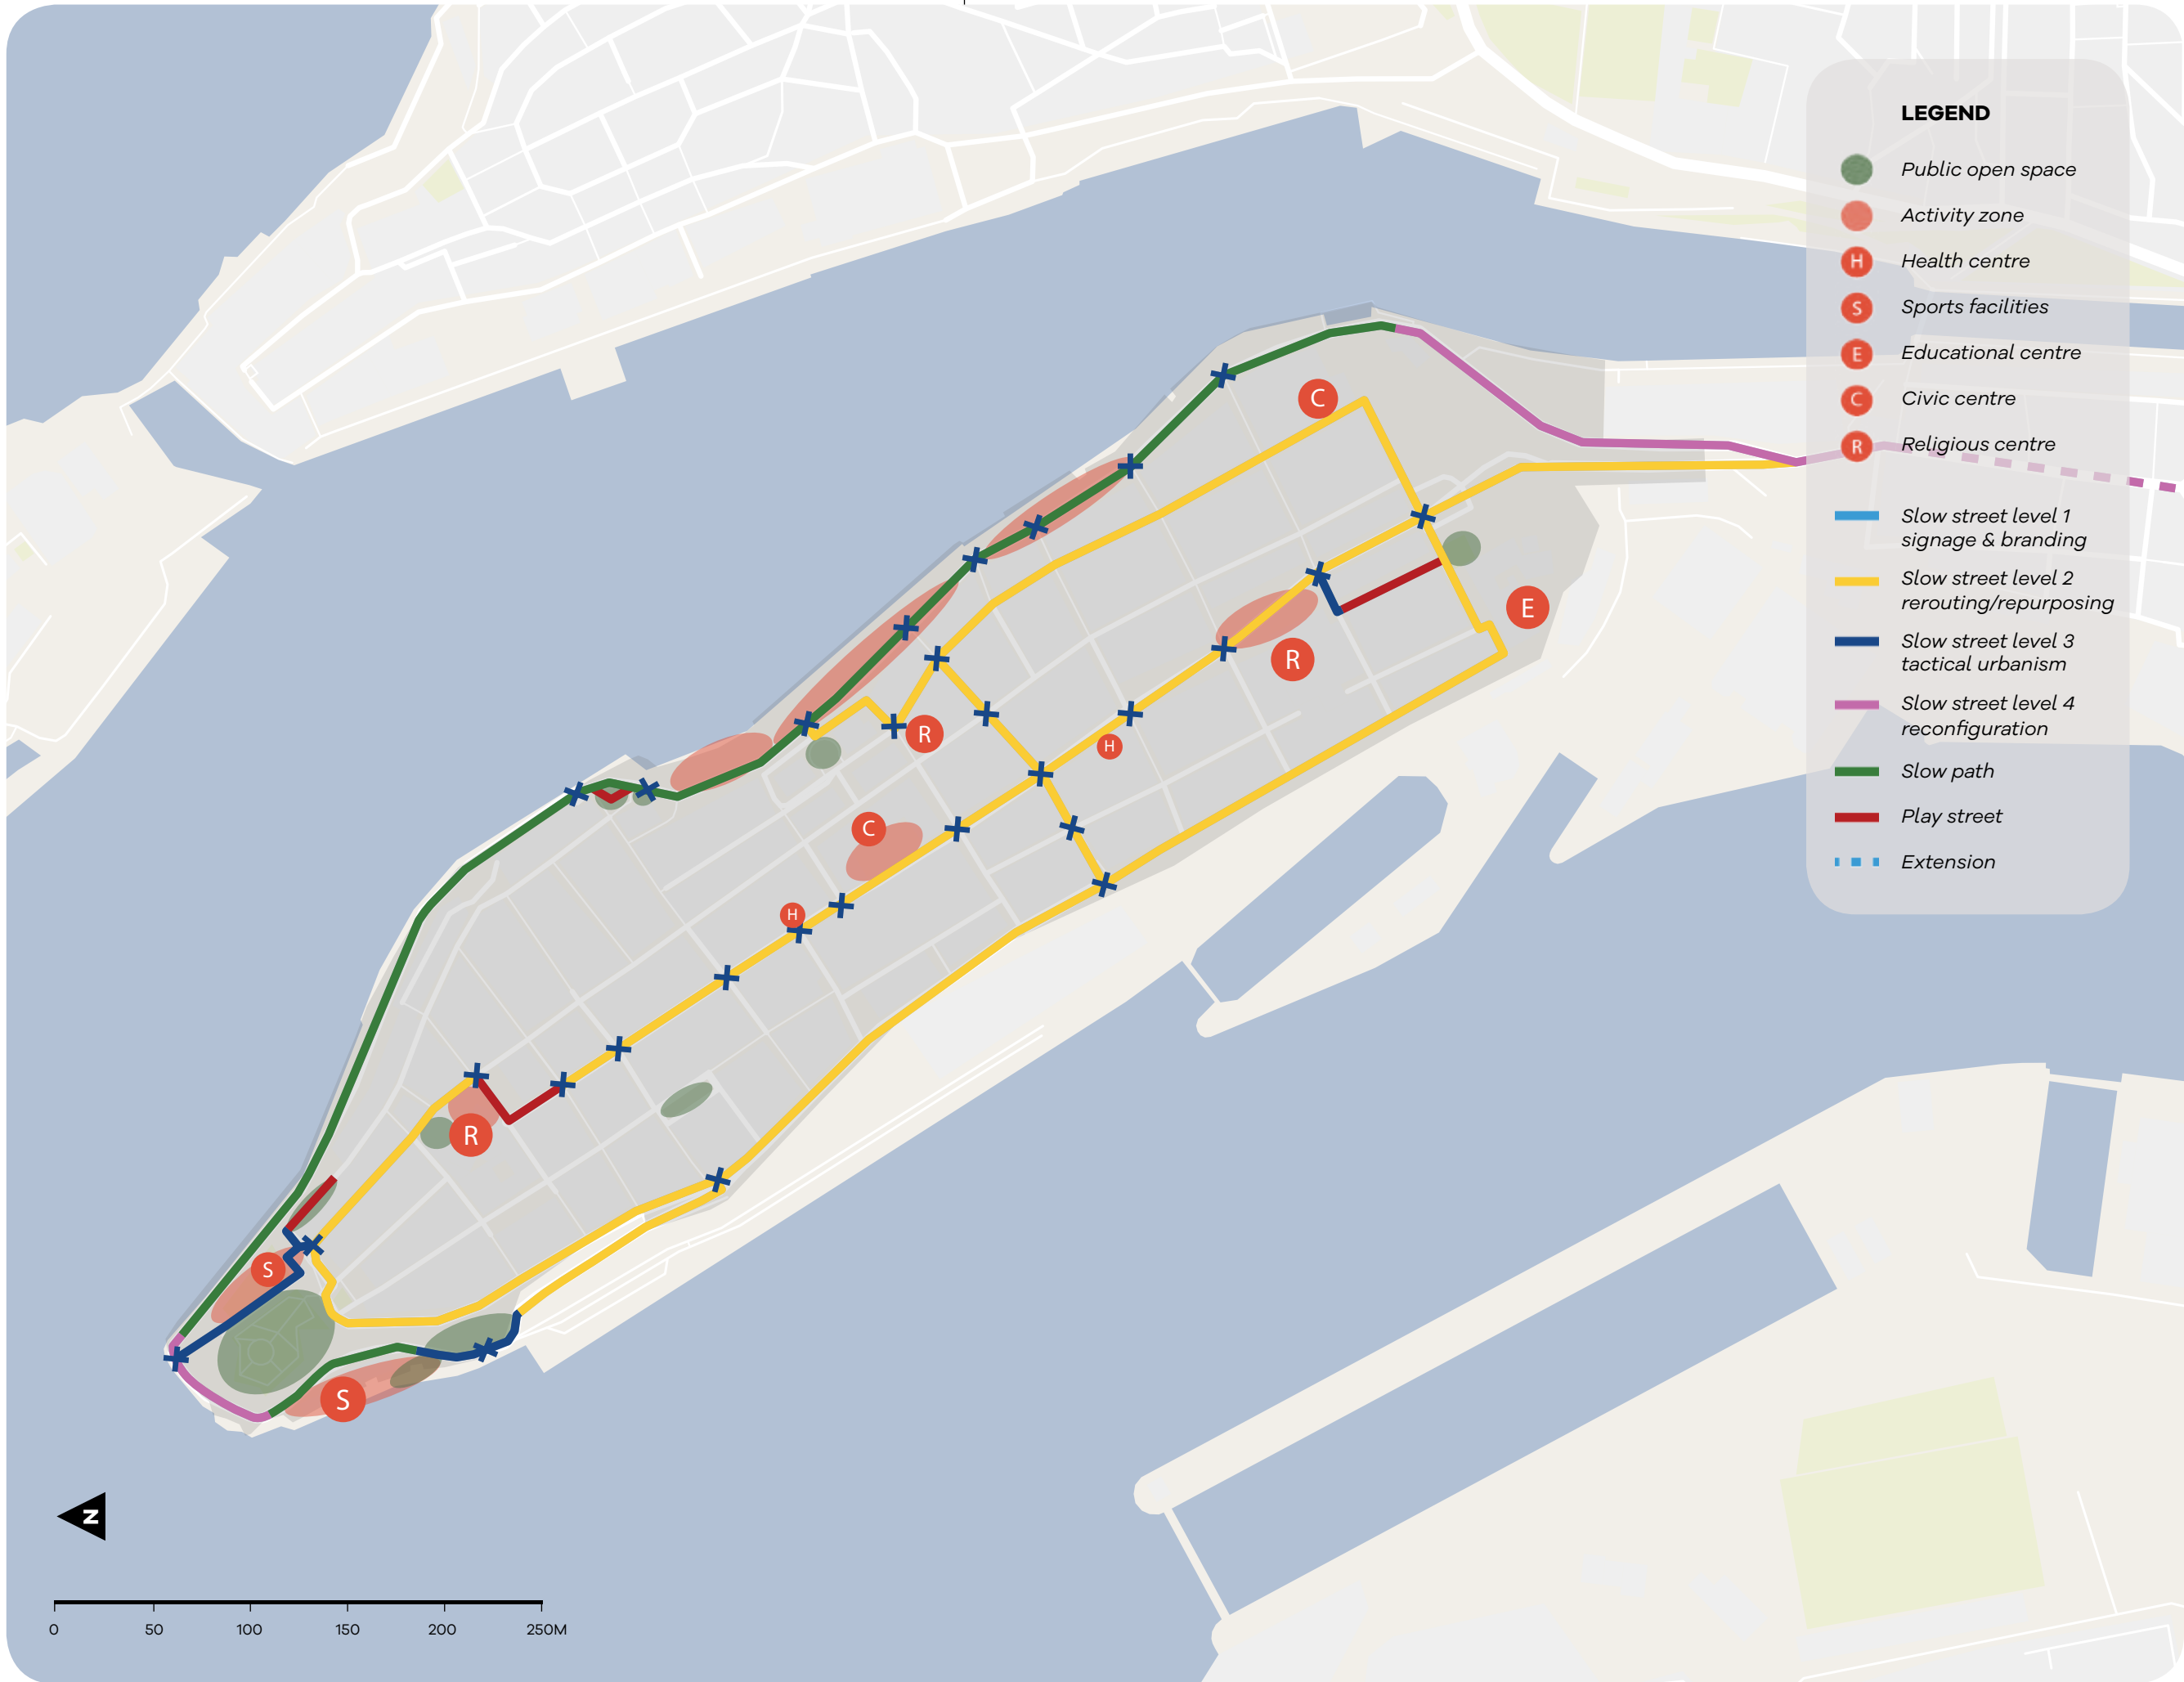 LEGEND
Public open space
Activity zone
H Health centre
S Sports facilities
E Educational centre
C Civic centre
R Religious centre
Slow street level 1
signage & branding
Slow street level 2
rerouting/repurposing
Slow street level 3
tactical urbanism
Slow street level 4
reconfiguration
Slow path
Play street
Extension
C
E
R
R
H
C
H
R
S
S
N
0 50 100 150 200 250M